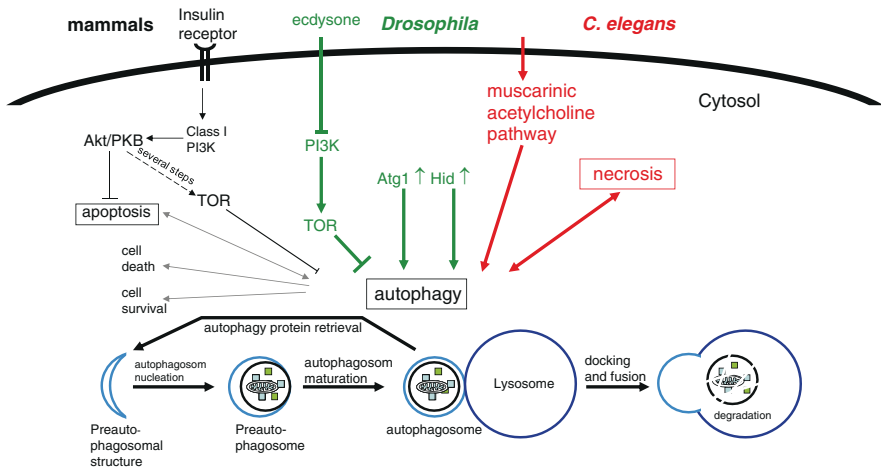 mammals
Insulin
receptor
ecdysone
Drosophila
C. elegans
Cytosol
muscarinic
acetylcholine
pathway
Class I
PI3K
Akt/PKB
several steps
TOR
apoptosis
PI3K
TOR
Atg1 ↑ Hid ↑
necrosis
cell
death
cell
survival
autophagy
autophagy protein retrieval
autophagosom
nucleation
autophagosom
maturation
Lysosome
docking
and fusion
degradation
Preauto-
phagosomal
structure
Preauto-
phagosome
autophagosome